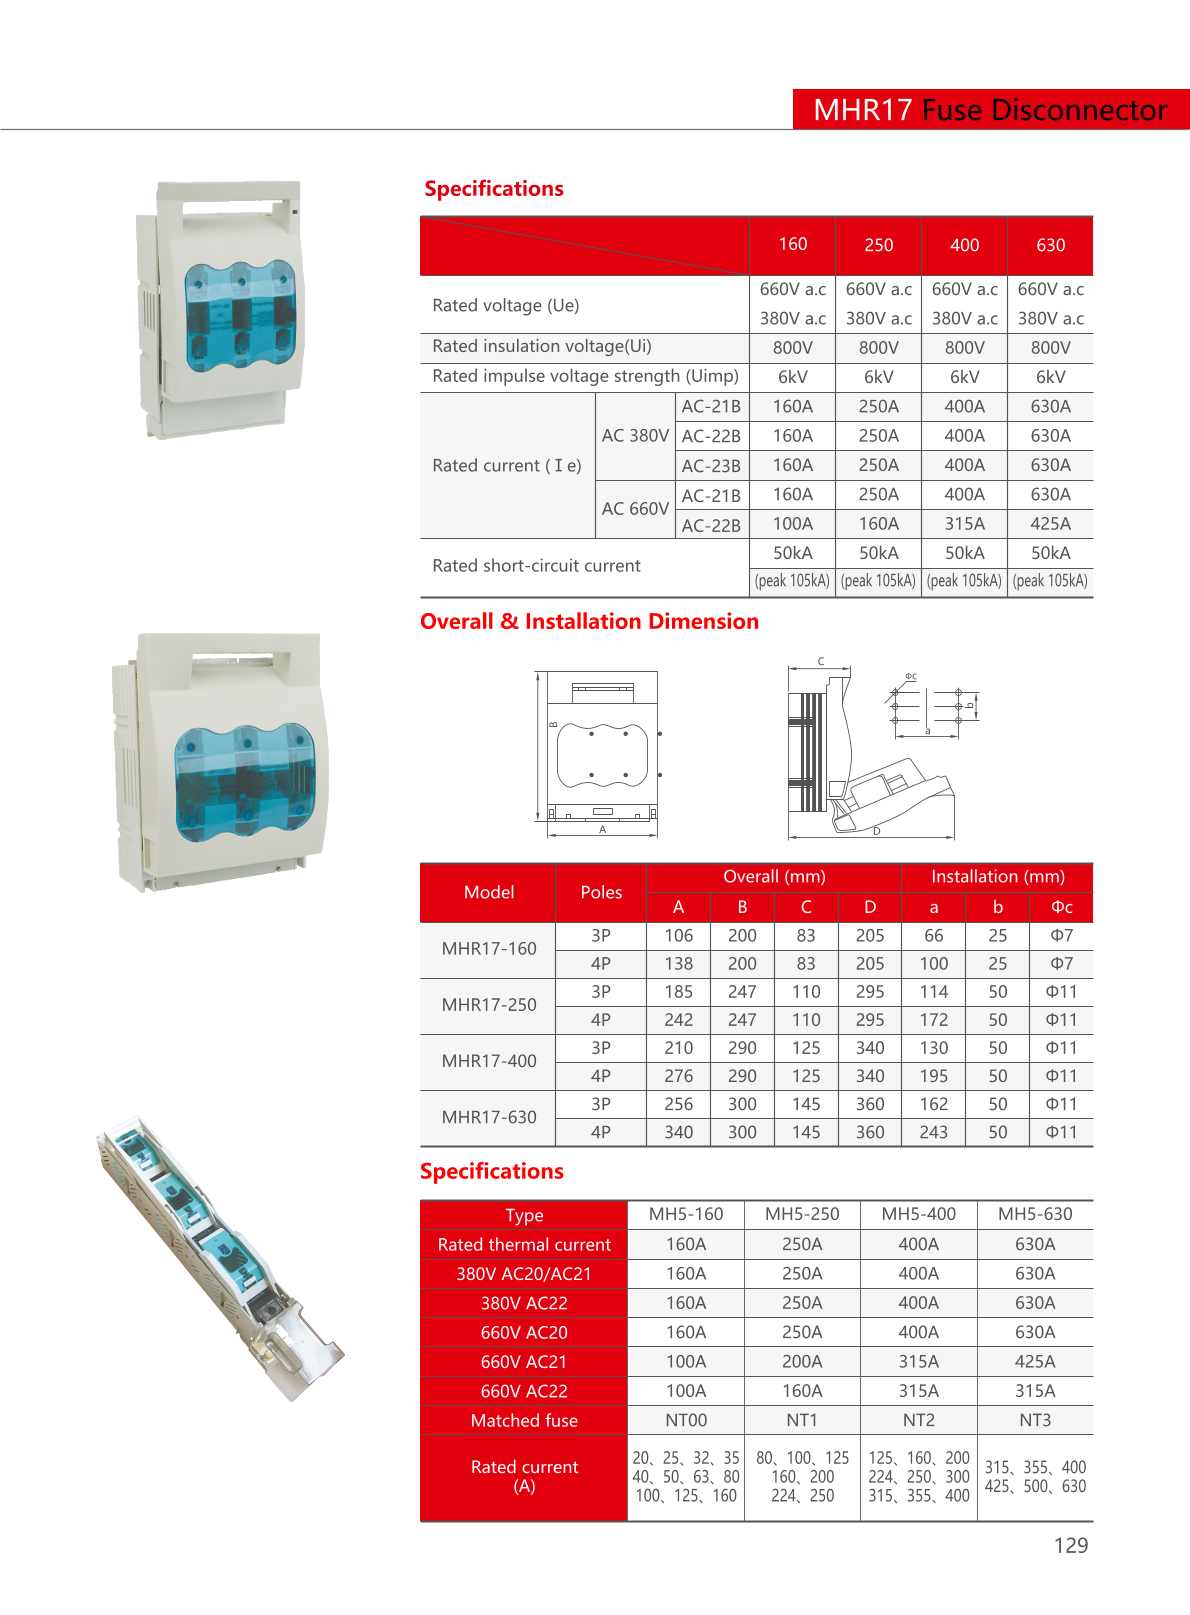 MHR17 Fuse Disconnector
Specifications
160 250 400 630
Rated voltage (Ue) 660V a.c 660V a.c 660V a.c 660V a.c
380V a.c 380V a.c 380V a.c 380V a.c
Rated insulation voltage(Ui) 800V 800V 800V 800V
Rated impulse voltage strength (Uimp) 6kV 6kV 6kV 6kV
Rated current (Ⅰe) AC 380V AC-21B 160A 250A 400A 630A
AC-22B 160A 250A 400A 630A
AC-23B 160A 250A 400A 630A
AC 660V AC-21B 160A 250A 400A 630A
AC-22B 100A 160A 315A 425A
Rated short-circuit current 50kA 50kA 50kA 50kA
(peak 105kA) (peak 105kA) (peak 105kA) (peak 105kA)
Overall & Installation Dimension
B
A
C
D
Φc
b
a
Model Poles Overall (mm) Installation (mm)
A B C D a b Φc
MHR17-160 3P 106 200 83 205 66 25 Φ7
4P 138 200 83 205 100 25 Φ7
MHR17-250 3P 185 247 110 295 114 50 Φ11
4P 242 247 110 295 172 50 Φ11
MHR17-400 3P 210 290 125 340 130 50 Φ11
4P 276 290 125 340 195 50 Φ11
MHR17-630 3P 256 300 145 360 162 50 Φ11
4P 340 300 145 360 243 50 Φ11
Specifications
Type MH5-160 MH5-250 MH5-400 MH5-630
Rated thermal current 160A 250A 400A 630A
380V AC20/AC21 160A 250A 400A 630A
380V AC22 160A 250A 400A 630A
660V AC20 160A 250A 400A 630A
660V AC21 100A 200A 315A 425A
660V AC22 100A 160A 315A 315A
Matched fuse NT00 NT1 NT2 NT3
Rated current
(A)
20、25、32、35
40、50、63、80
100、125、160
80、100、125
160、200
224、250
125、160、200
224、250、300
315、355、400
315、355、400
425、500、630
129